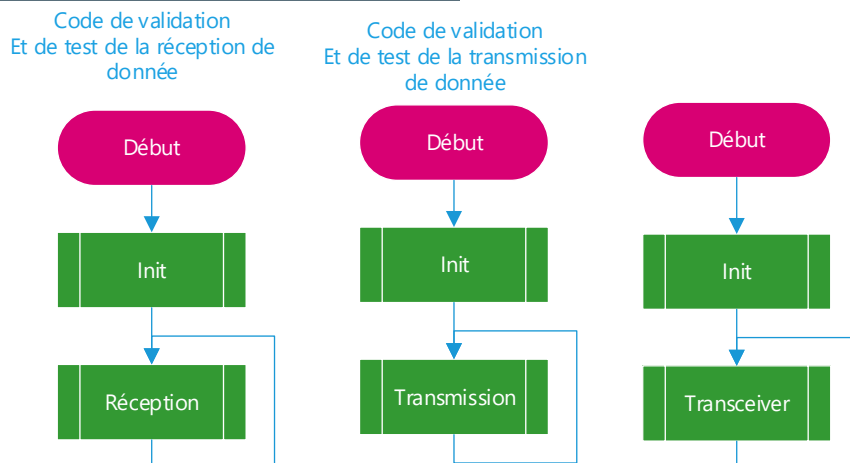 Code de validation
Et de test de la réception de
donnée
Code de validation
Et de test de la transmission
de donnée
Début
Début
Début
Init
Init
Init
Réception
Transmission
Transceiver